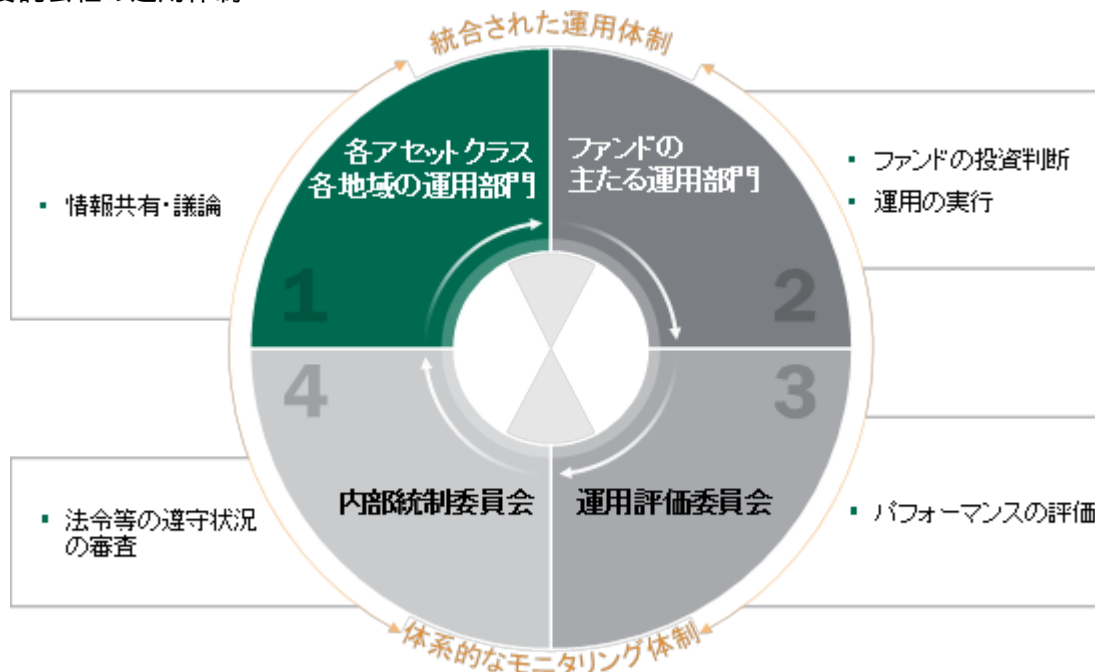 統合された運用体制
各アセットクラス
各地域の運用部門
1
ファンドの
主たる運用部門
2
▪ 情報共有・議論
▪ ファンドの投資判断
▪ 運用の実行
4
内部統制委員会
3
運用評価委員会
▪ 法令等の遵守状況
の審査
▪ パフォーマンスの評価
体系的なモニタリング体制